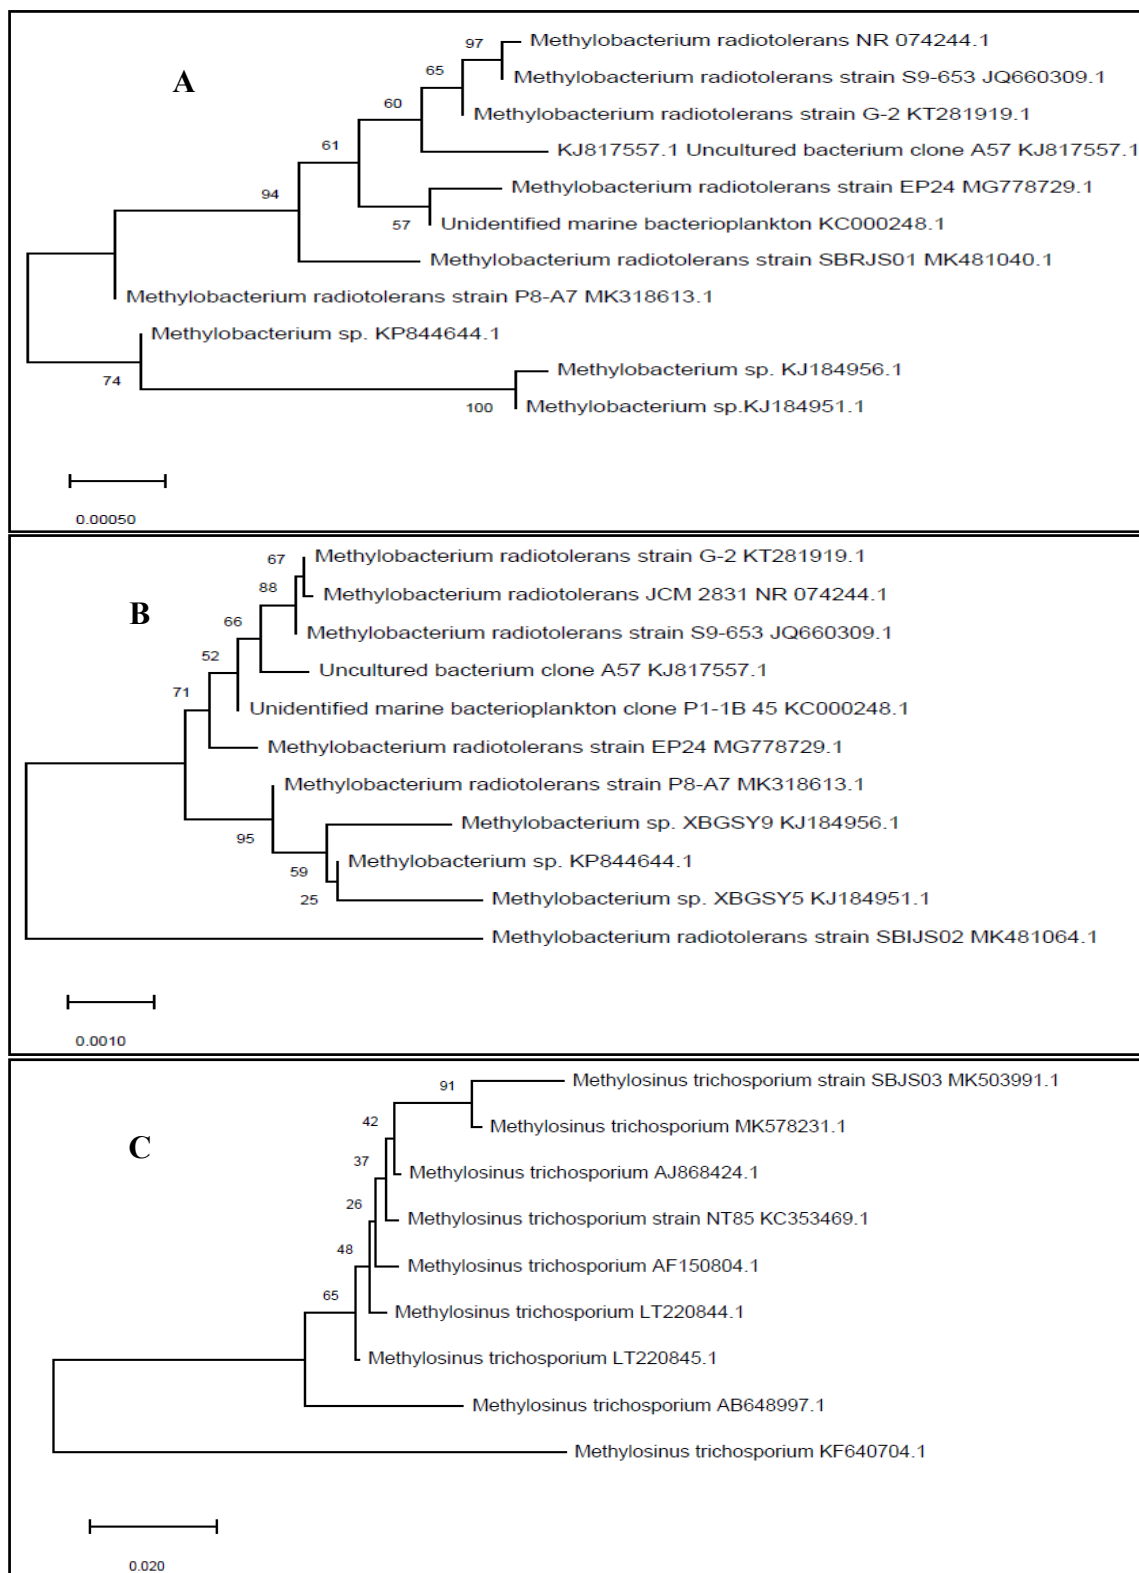 97
Methylobacterium radiotolerans NR 074244.1
A
65
Methylobacterium radiotolerans strain S9-653 JQ660309.1
60
Methylobacterium radiotolerans strain G-2 KT281919.1
61
KJ817557.1 Uncultured bacterium clone A57 KJ817557.1
94
Methylobacterium radiotolerans strain EP24 MG778729.1
57
Unidentified marine bacterioplankton KC000248.1
Methylobacterium radiotolerans strain SBRJS01 MK481040.1
Methylobacterium radiotolerans strain P8-A7 MK318613.1
Methylobacterium sp. KP844644.1
74
Methylobacterium sp. KJ184956.1
100
Methylobacterium sp.KJ184951.1
0.00050
67
Methylobacterium radiotolerans strain G-2 KT281919.1
88
Methylobacterium radiotolerans JCM 2831 NR 074244.1
B
66
Methylobacterium radiotolerans strain S9-653 JQ660309.1
52
Uncultured bacterium clone A57 KJ817557.1
71
Unidentified marine bacterioplankton clone P1-1B 45 KC000248.1
Methylobacterium radiotolerans strain EP24 MG778729.1
Methylobacterium radiotolerans strain P8-A7 MK318613.1
95
Methylobacterium sp. XBGSY9 KJ184956.1
59
Methylobacterium sp. KP844644.1
25
Methylobacterium sp. XBGSY5 KJ184951.1
Methylobacterium radiotolerans strain SBIJS02 MK481064.1
0.0010
91
Methylosinus trichosporium strain SBJS03 MK503991.1
42
Methylosinus trichosporium MK578231.1
C
37
Methylosinus trichosporium AJ868424.1
26
Methylosinus trichosporium strain NT85 KC353469.1
48
Methylosinus trichosporium AF150804.1
65
Methylosinus trichosporium LT220844.1
Methylosinus trichosporium LT220845.1
Methylosinus trichosporium AB648997.1
Methylosinus trichosporium KF640704.1
0.020